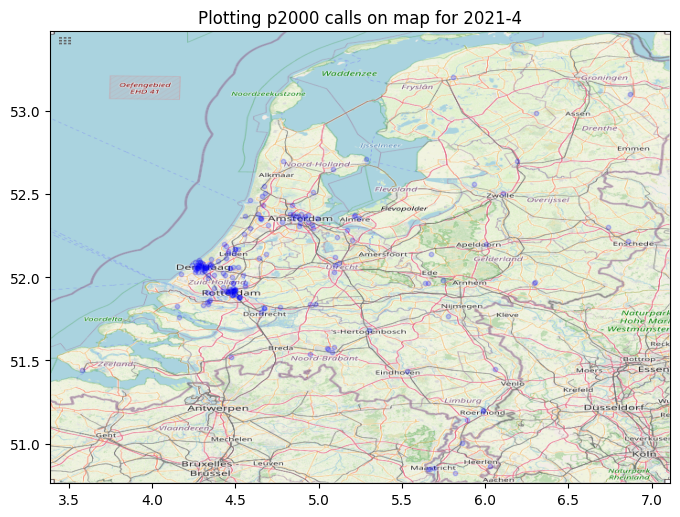 Plotting p2000 calls on map for 2021-4
Waddenzee
Groningen
Oefengebied
EHD 41
Noordzeekustzone
Fryslân
53.0
Assen
Drenthe
IJsselmeer
Emmen
Noord-Holland
Alkmaar
Flevoland
Zwolle
Overijssel
52.5
Flevopolder
Amsterdam
Almere
Enschede
Leiden
Apeldoorn
Amersfoort
Gelderland
Den Haag
Utrecht
Ede
52.0
Zuid-Holland
Arnhem
Rotterdam
Dordrecht
Nijmegen
Kleve
Naturpark
Hohe Mark
Westmünster
Voordelta
's-Hertogenbosch
51.5
Zeeland
Breda
Noord-Brabant
Reck
Bottrop
Eindhoven
Moers
Essen
Venlo
Krefeld
Limburg
Antwerpen
Roermond
Düsseldorf
Wu
Vlaanderen
Gent
Mechelen
Leverkusen
51.0
Köln
Bruxelles -
Brussel
Leuven
Maastricht
Heerlen
Aachen
Naturpark
Rheinland
3.5 4.0 4.5 5.0 5.5 6.0 6.5 7.0